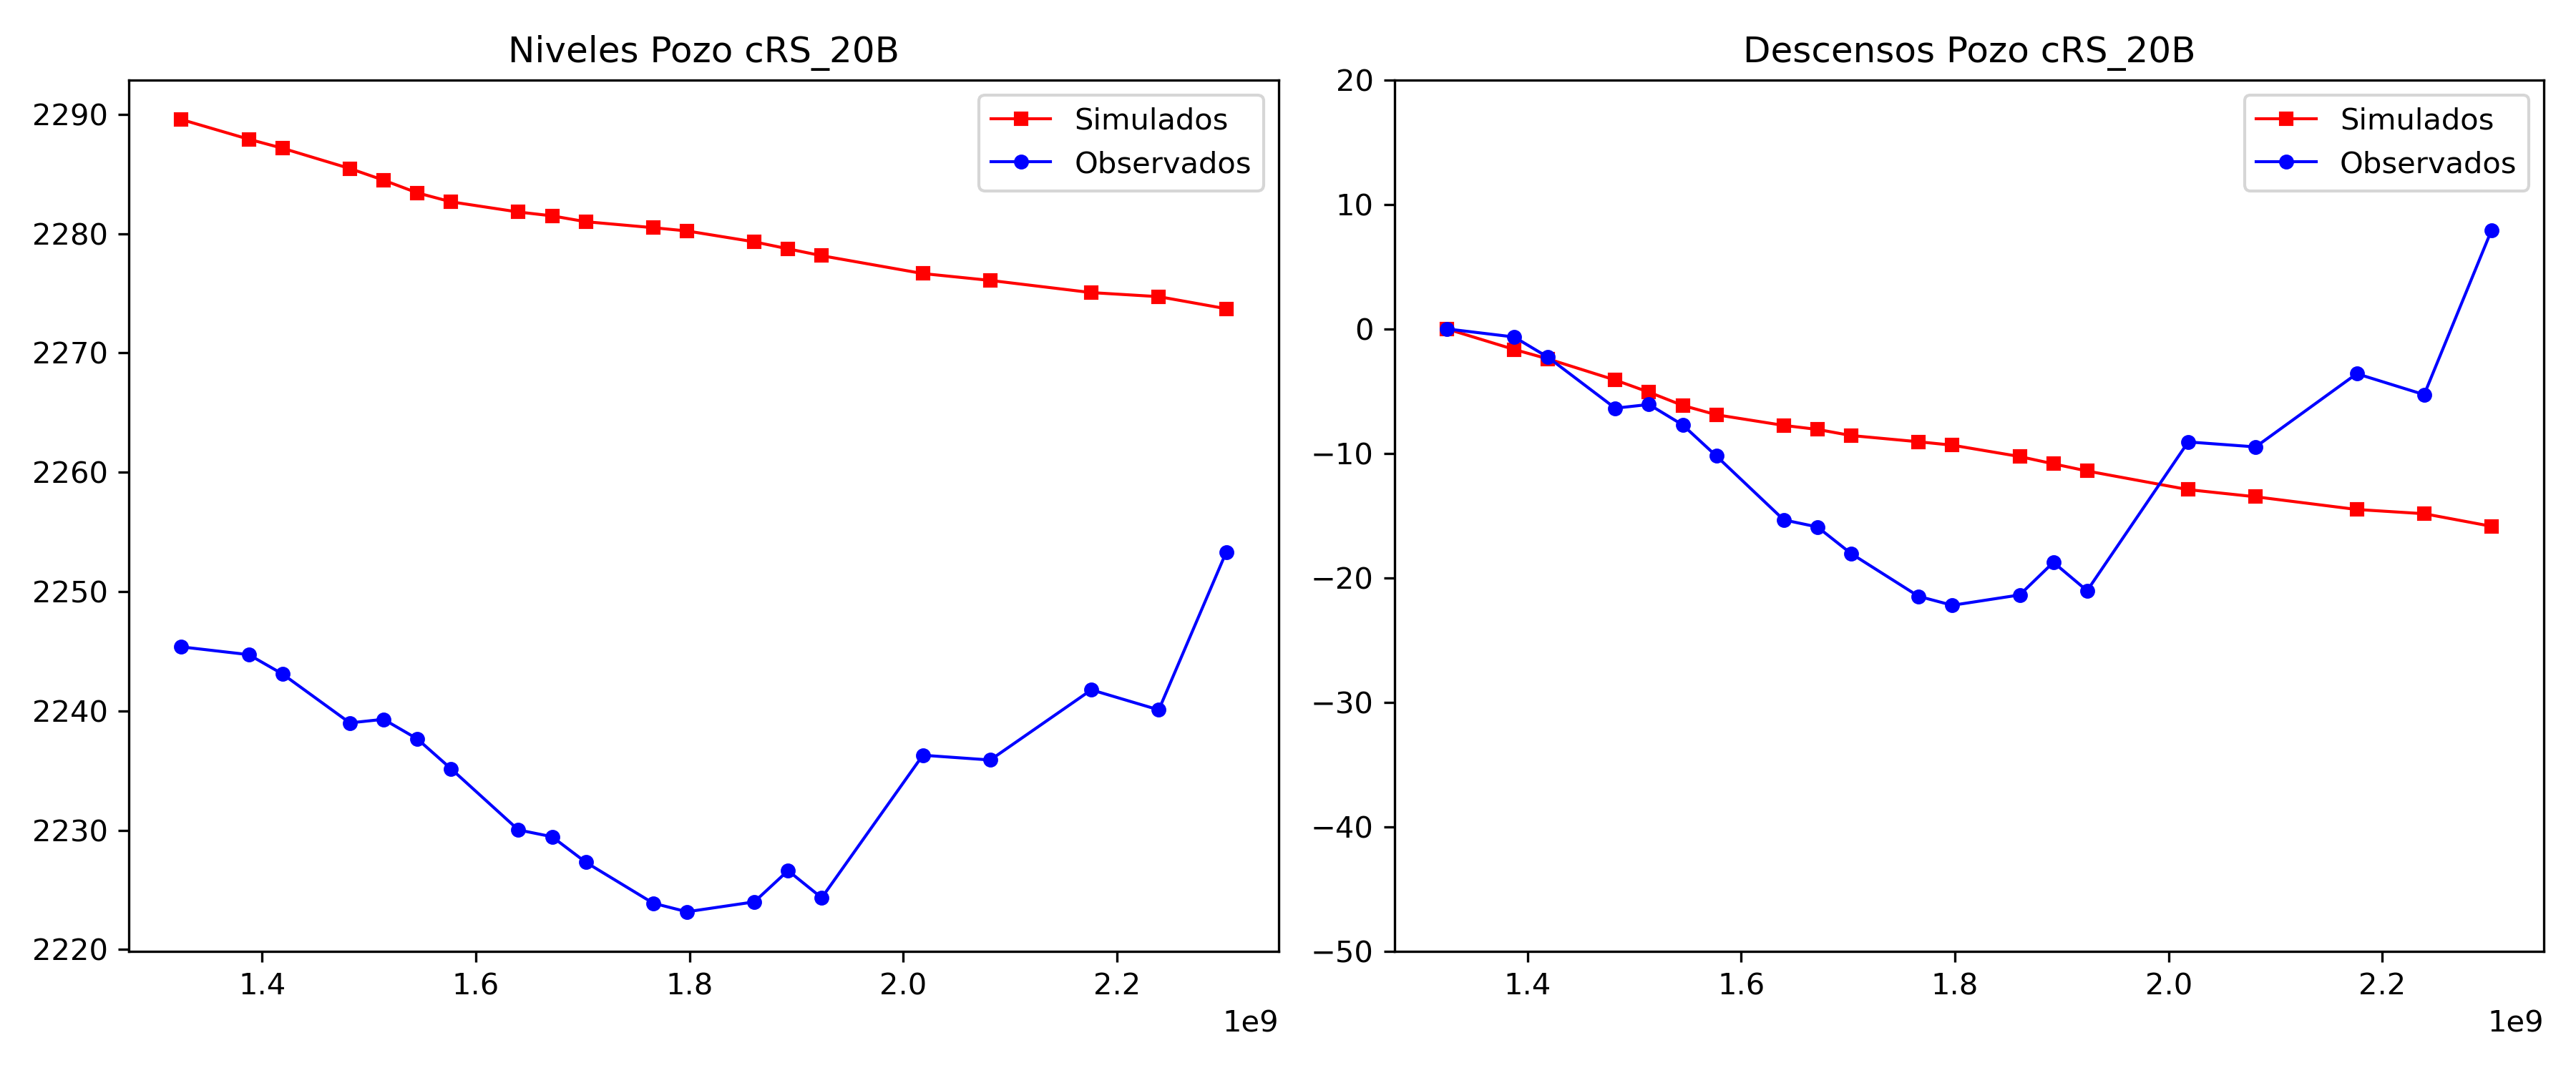 Niveles Pozo cRS_20B
Simulados
Observados
2290
2280
2270
2260
2250
2240
2230
2220
1.4 1.6 1.8 2.0 2.2
1e9
Descensos Pozo cRS_20B
Simulados
Observados
20
10
0
−10
−20
−30
−40
−50
1.4 1.6 1.8 2.0 2.2
1e9